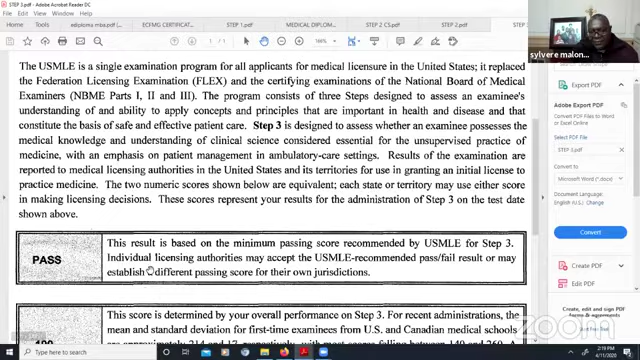 STEP 3.pdf - Adobe Acrobat Reader DC
ediploma mba.pdf (...
ECFMG CERTIFICAT...
STEP 1.pdf
STEP 2 CS.pdf
STEP 2.pdf
sylvere malon...
The USMLE is a single examination program for all applicants for medical licensure in the United States; it replaced
the Federation Licensing Examination (FLEX) and the certifying examinations of the National Board of Medical
Examiners (NBME Parts I, II and III). The program consists of three Steps designed to assess an examinee's
understanding of and ability to apply concepts and principles that are important in health and disease and that
constitute the basis of safe and effective patient care. Step 3 is designed to assess whether an examinee possesses the
medical knowledge and understanding of clinical science considered essential for the unsupervised practice of
medicine, with an emphasis on patient management in ambulatory-care settings. Results of the examination are
reported to medical licensing authorities in the United States and its territories for use in granting an initial license to
practice medicine. The two numeric scores shown below are equivalent; each state or territory may use either score
in making licensing decisions. These scores represent your results for the administration of Step 3 on the test date
shown above.
PASS
This result is based on the minimum passing score recommended by USMLE for Step 3.
Individual licensing authorities may accept the USMLE-recommended pass/fail result or may
establish different passing score for their own jurisdictions.
This score is determined by your overall performance on Step 3. For recent administrations, the
mean and standard deviation for first-time examinees from U.S. and Canadian medical schools
Export PDF
Adobe Export PDF
Convert PDF Files to Word
or Excel Online
Select PDF File
STEP 3.pdf
Convert to
Microsoft Word (*.docx)
Document Language:
English (U.S.) Change
Convert
Create PDF
Edit PDF
Create, edit and sign PDF
zoom
Type here to search
2:19 PM
4/11/2020